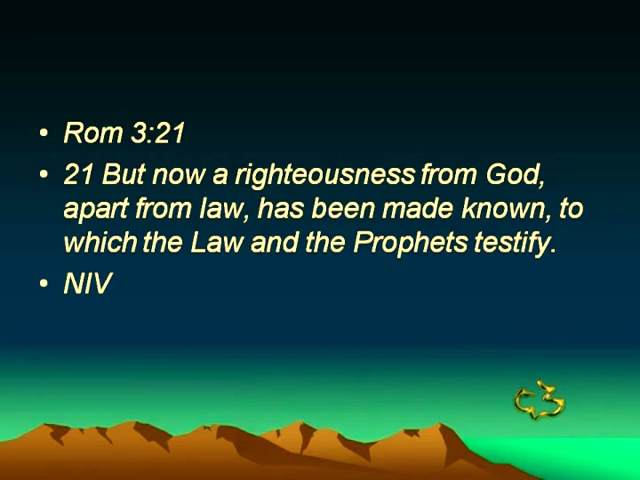 • Rom 3:21
• 21 But now a righteousness from God,
apart from law, has been made known, to
which the Law and the Prophets testify.
• NIV